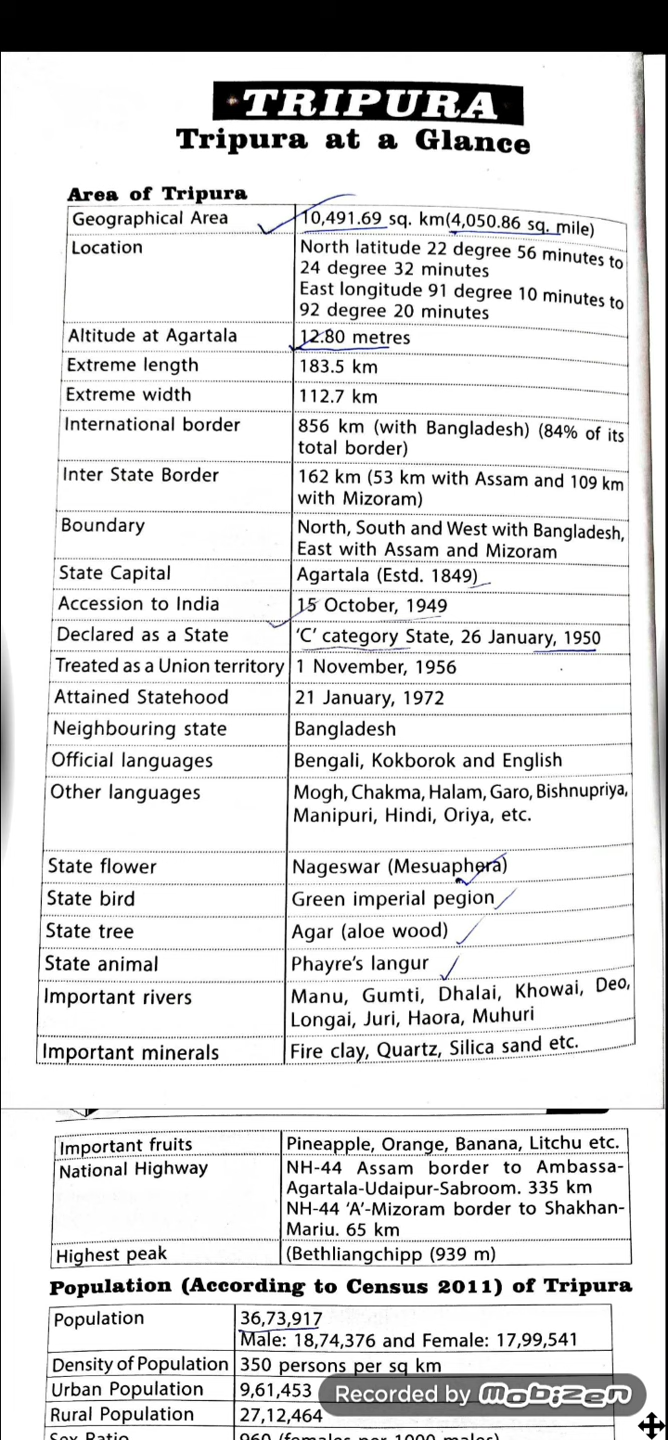 TRIPURA
Tripura at a Glance
Area of Tripura
Geographical Area 10,491.69 sq. km(4,050.86 sq. mile)
Location North latitude 22 degree 56 minutes to
24 degree 32 minutes
East longitude 91 degree 10 minutes to
92 degree 20 minutes
Altitude at Agartala 12.80 metres
Extreme length 183.5 km
Extreme width 112.7 km
International border 856 km (with Bangladesh) (84% of its
total border)
Inter State Border 162 km (53 km with Assam and 109 km
with Mizoram)
Boundary North, South and West with Bangladesh,
East with Assam and Mizoram
State Capital Agartala (Estd. 1849)
Accession to India 15 October, 1949
Declared as a State 'C' category State, 26 January, 1950
Treated as a Union territory 1 November, 1956
Attained Statehood 21 January, 1972
Neighbouring state Bangladesh
Official languages Bengali, Kokborok and English
Other languages Mogh, Chakma, Halam, Garo, Bishnupriya,
Manipuri, Hindi, Oriya, etc.
State flower Nageswar (Mesuaphera)
State bird Green imperial pegion
State tree Agar (aloe wood)
State animal Phayre's langur
Important rivers Manu, Gumti, Dhalai, Khowai, Deo,
Longai, Juri, Haora, Muhuri
Important minerals Fire clay, Quartz, Silica sand etc.
Important fruits Pineapple, Orange, Banana, Litchu etc.
National Highway NH-44 Assam border to Ambassa-
Agartala-Udaipur-Sabroom. 335 km
NH-44 'A'-Mizoram border to Shakhan-
Mariu. 65 km
Highest peak (Bethliangchipp (939 m)
Population (According to Census 2011) of Tripura
Population 36,73,917
Male: 18,74,376 and Female: 17,99,541
Density of Population 350 persons per sq km
Urban Population 9,61,453
Recorded by mobizen
Rural Population 27,12,464
Sex Ratio 960 (females per 1000 males)